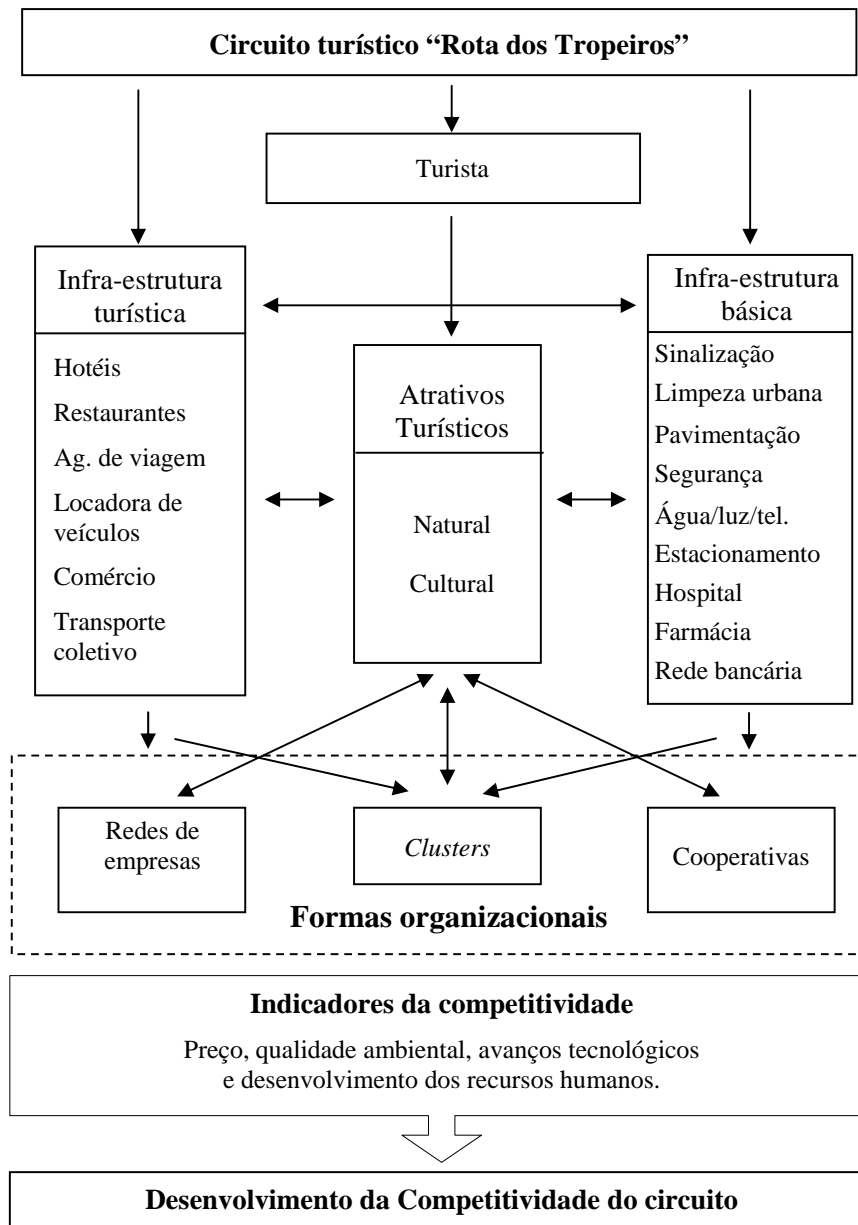 Circuito turístico “Rota dos Tropeiros”
Turista
Infra-estrutura
turística
Hotéis
Restaurantes
Ag. de viagem
Locadora de
veículos
Comércio
Transporte
coletivo
Atrativos
Turísticos
Natural
Cultural
Infra-estrutura
básica
Sinalização
Limpeza urbana
Pavimentação
Segurança
Água/luz/tel.
Estacionamento
Hospital
Farmácia
Rede bancária
Redes de
empresas
Clusters
Cooperativas
Formas organizacionais
Indicadores da competitividade
Preço, qualidade ambiental, avanços tecnológicos
e desenvolvimento dos recursos humanos.
Desenvolvimento da Competitividade do circuito